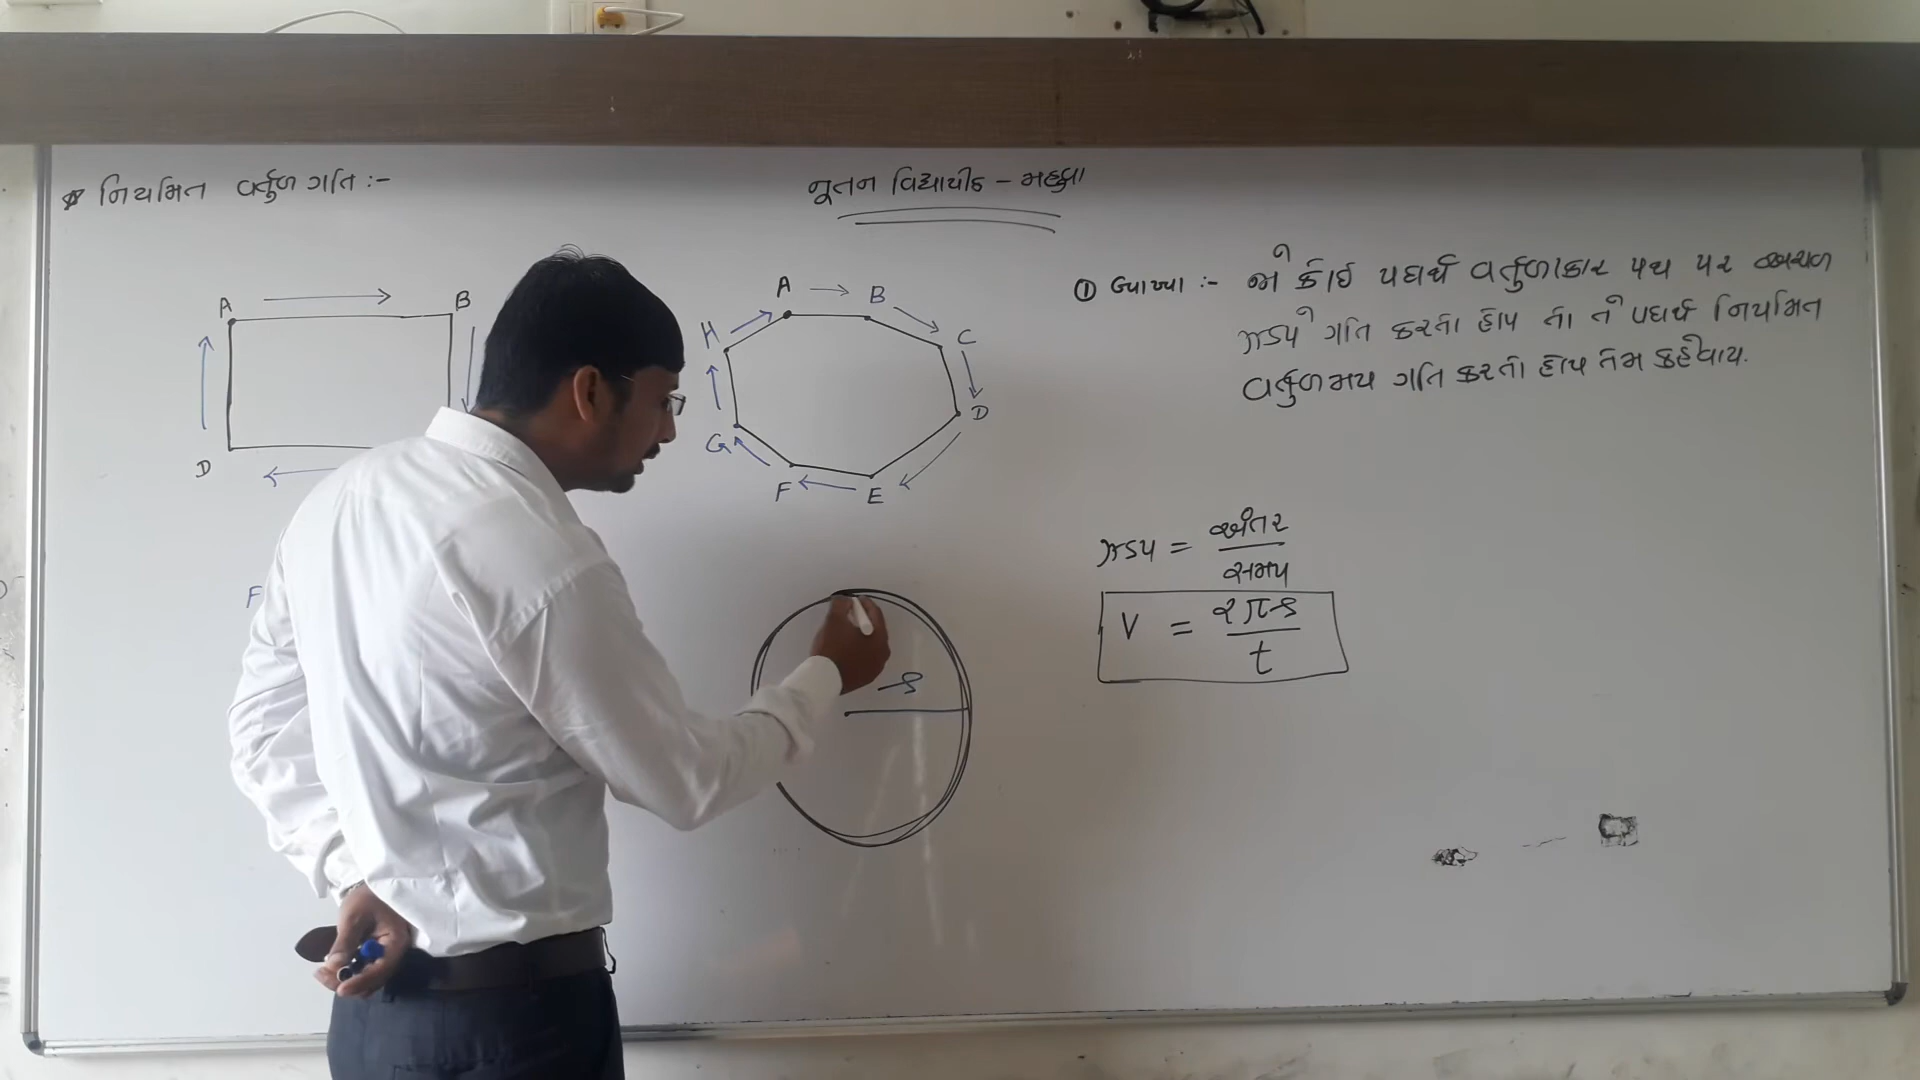 નિયમિત વર્તુળ ગતિ :-
નૂતન વિદ્યાપીઠ - મહુવા
A
B
D
F
A
B
C
D
E
F
G
H
① વ્યાખ્યા :- જો કોઈ પદાર્થ વર્તુળાકાર પથ પર અચળ
ઝડપે ગતિ કરતો હોય તો તે પદાર્થ નિયમિત
વર્તુળમય ગતિ કરતો હોય તેમ કહેવાય.
ઝડપ = અંતર / સમય
V = 2πr / t
r